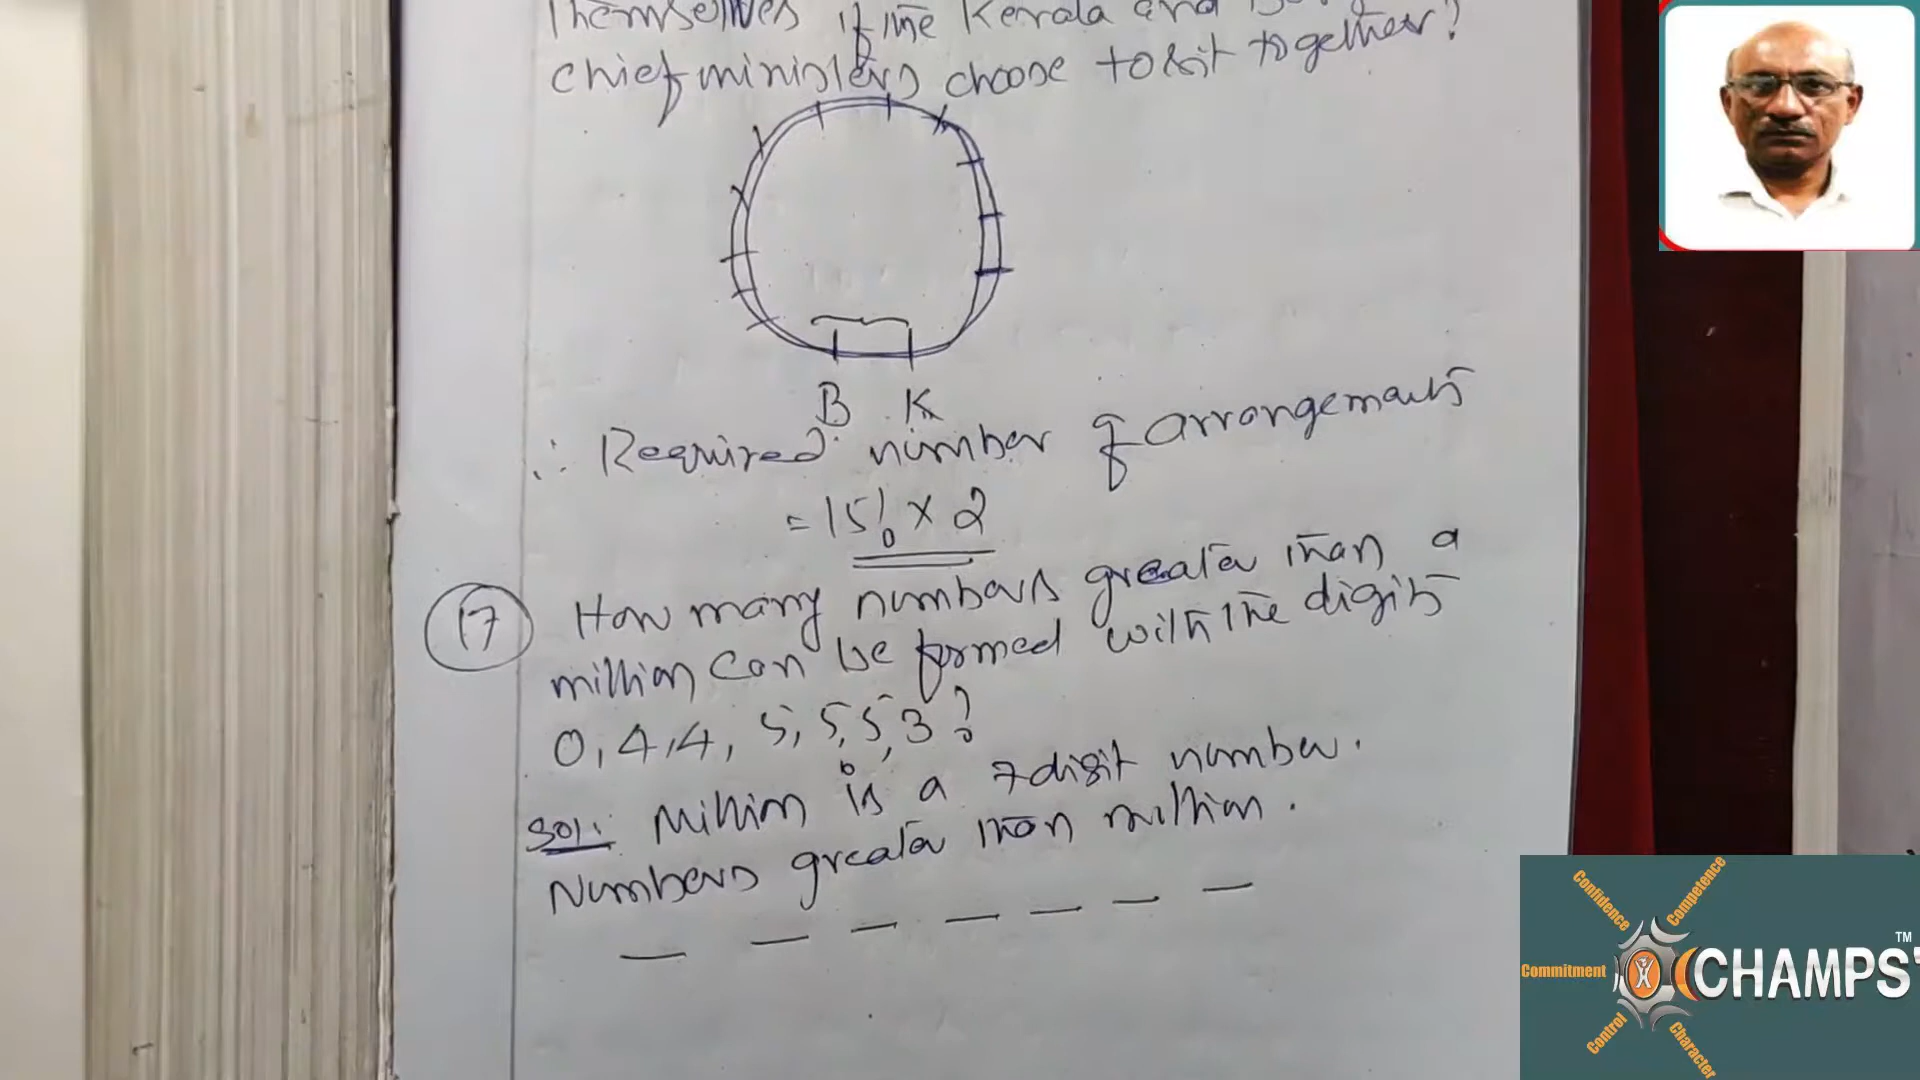 Themselves if the Kerala and
chief ministers choose to sit together?
B K
∴ Required number of arrangements
= 15! × 2
17 How many numbers greater than a
million can be formed with the digits
0, 4, 4, 5, 5, 5, 3?
Sol: Million is a 7 digit number.
Numbers greater than million.
Confidence
Competence
Commitment
CHAMPS
TM
Control
Character